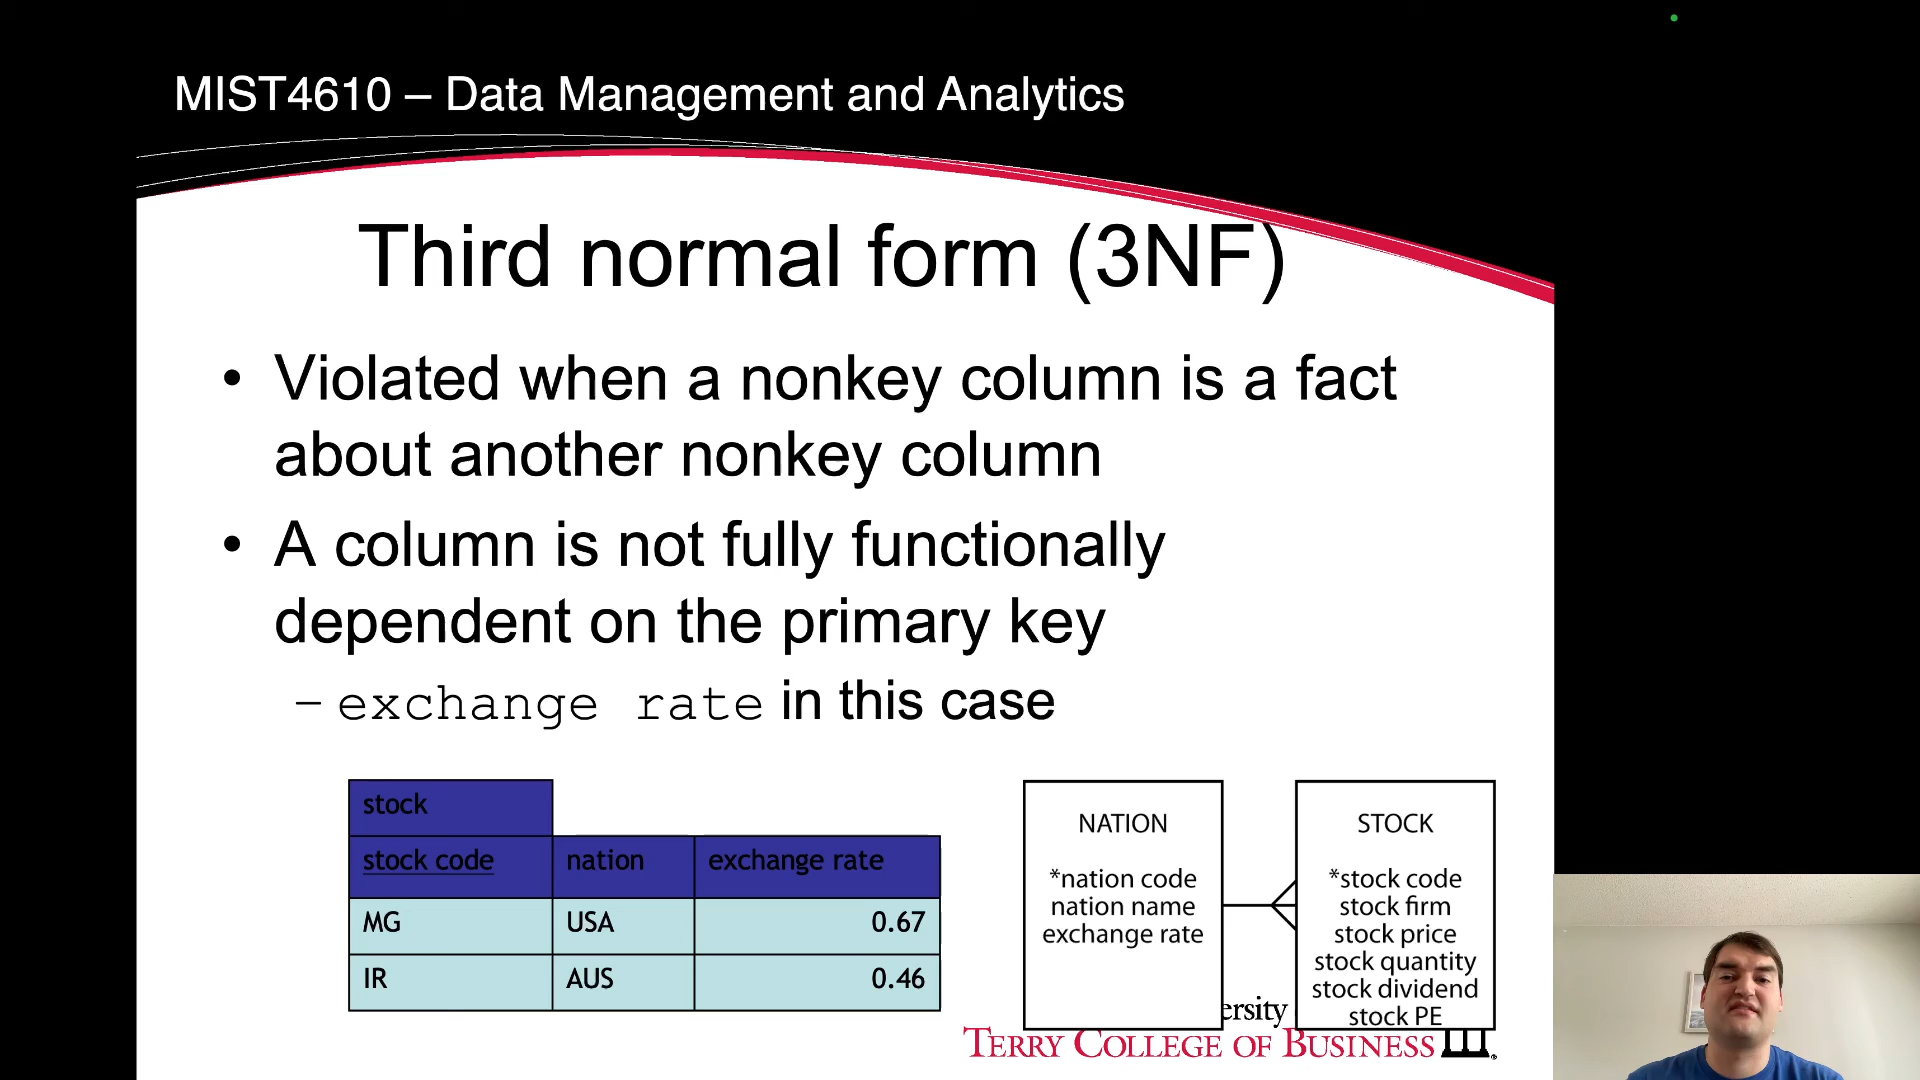 MIST4610 – Data Management and Analytics
Third normal form (3NF)
• Violated when a nonkey column is a fact
about another nonkey column
• A column is not fully functionally
dependent on the primary key
– exchange rate in this case
stock
stock code nation exchange rate
MG USA 0.67
IR AUS 0.46
NATION
*nation code
nation name
exchange rate
STOCK
*stock code
stock firm
stock price
stock quantity
stock dividend
stock PE
TERRY COLLEGE OF BUSINESS